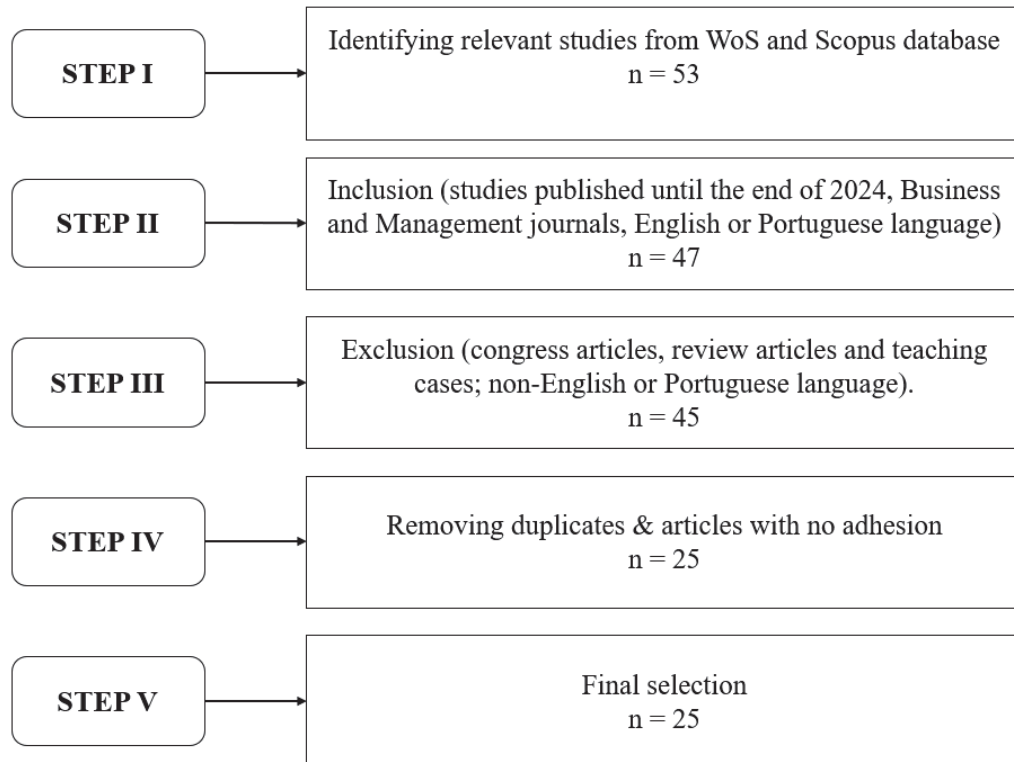 STEP I
Identifying relevant studies from WoS and Scopus database
n = 53
STEP II
Inclusion (studies published until the end of 2024, Business
and Management journals, English or Portuguese language)
n = 47
STEP III
Exclusion (congress articles, review articles and teaching
cases; non-English or Portuguese language).
n = 45
STEP IV
Removing duplicates & articles with no adhesion
n = 25
STEP V
Final selection
n = 25